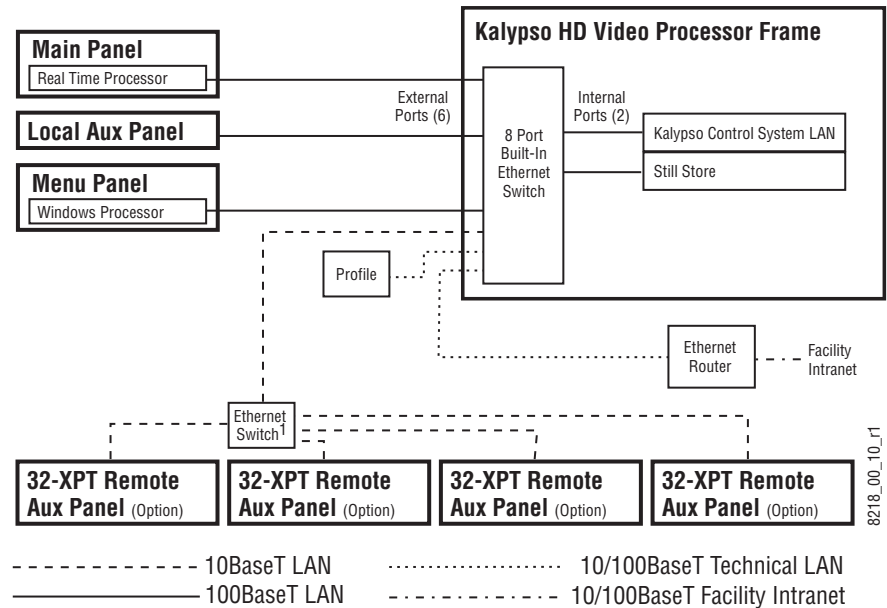 Kalypso HD Video Processor Frame
Main Panel
Real Time Processor
Local Aux Panel
Menu Panel
Windows Processor
External
Ports (6)
8 Port
Built-In
Ethernet
Switch
Internal
Ports (2)
Kalypso Control System LAN
Still Store
Profile
Ethernet
Router
Facility
Intranet
Ethernet
Switch1
32-XPT Remote
Aux Panel (Option)
32-XPT Remote
Aux Panel (Option)
32-XPT Remote
Aux Panel (Option)
32-XPT Remote
Aux Panel (Option)
8218_00_10_r1
10BaseT LAN
100BaseT LAN
10/100BaseT Technical LAN
10/100BaseT Facility Intranet